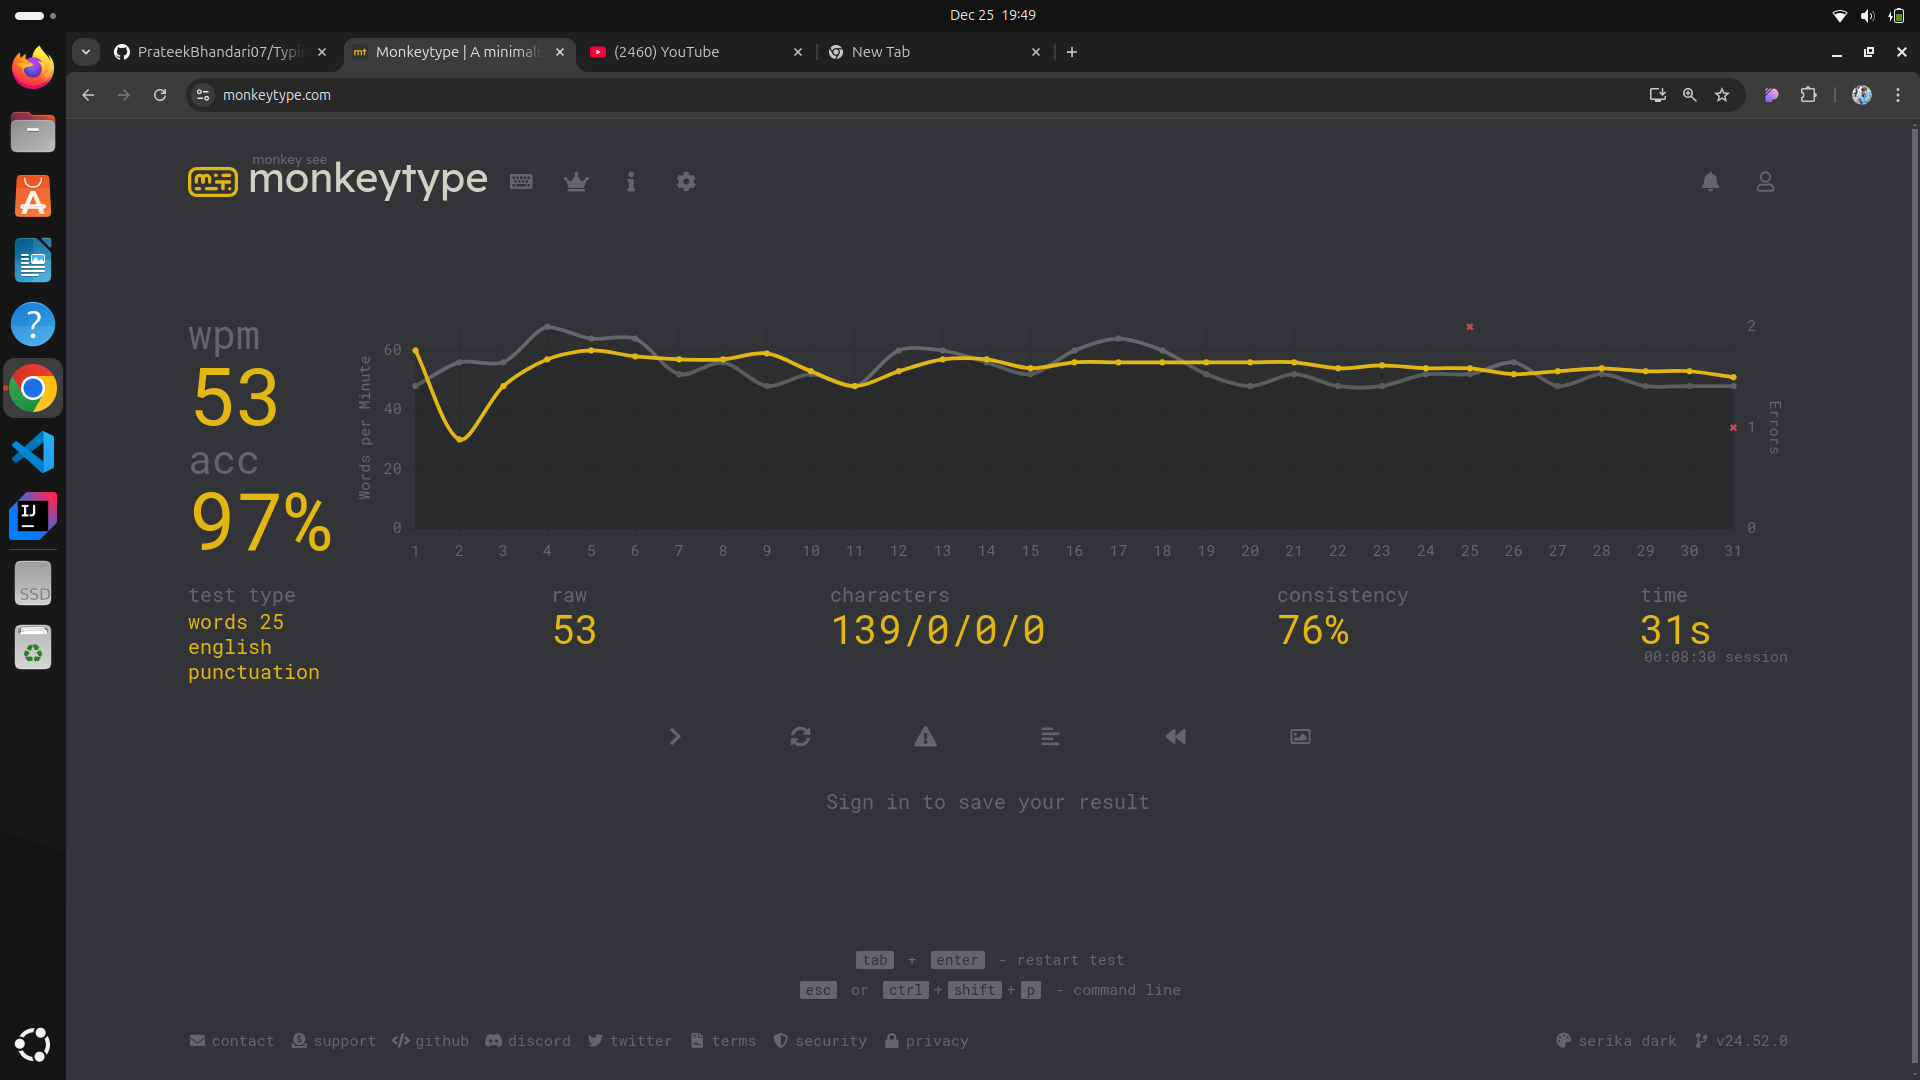 Dec 25 19:49
PrateekBhandari07/Typi
Monkeytype | A minimali
(2460) YouTube
New Tab
monkeytype.com
monkey see
monkeytype
wpm
53
acc
97%
Words per Minute
60
40
20
0
2
1
0
Errors
1 2 3 4 5 6 7 8 9 10 11 12 13 14 15 16 17 18 19 20 21 22 23 24 25 26 27 28 29 30 31
test type
words 25
english
punctuation
raw
53
characters
139/0/0/0
consistency
76%
time
31s
00:08:30 session
Sign in to save your result
tab + enter - restart test
esc or ctrl + shift + p - command line
contact support github discord twitter terms security privacy
serika dark v24.52.0
SSD
IJ
mt